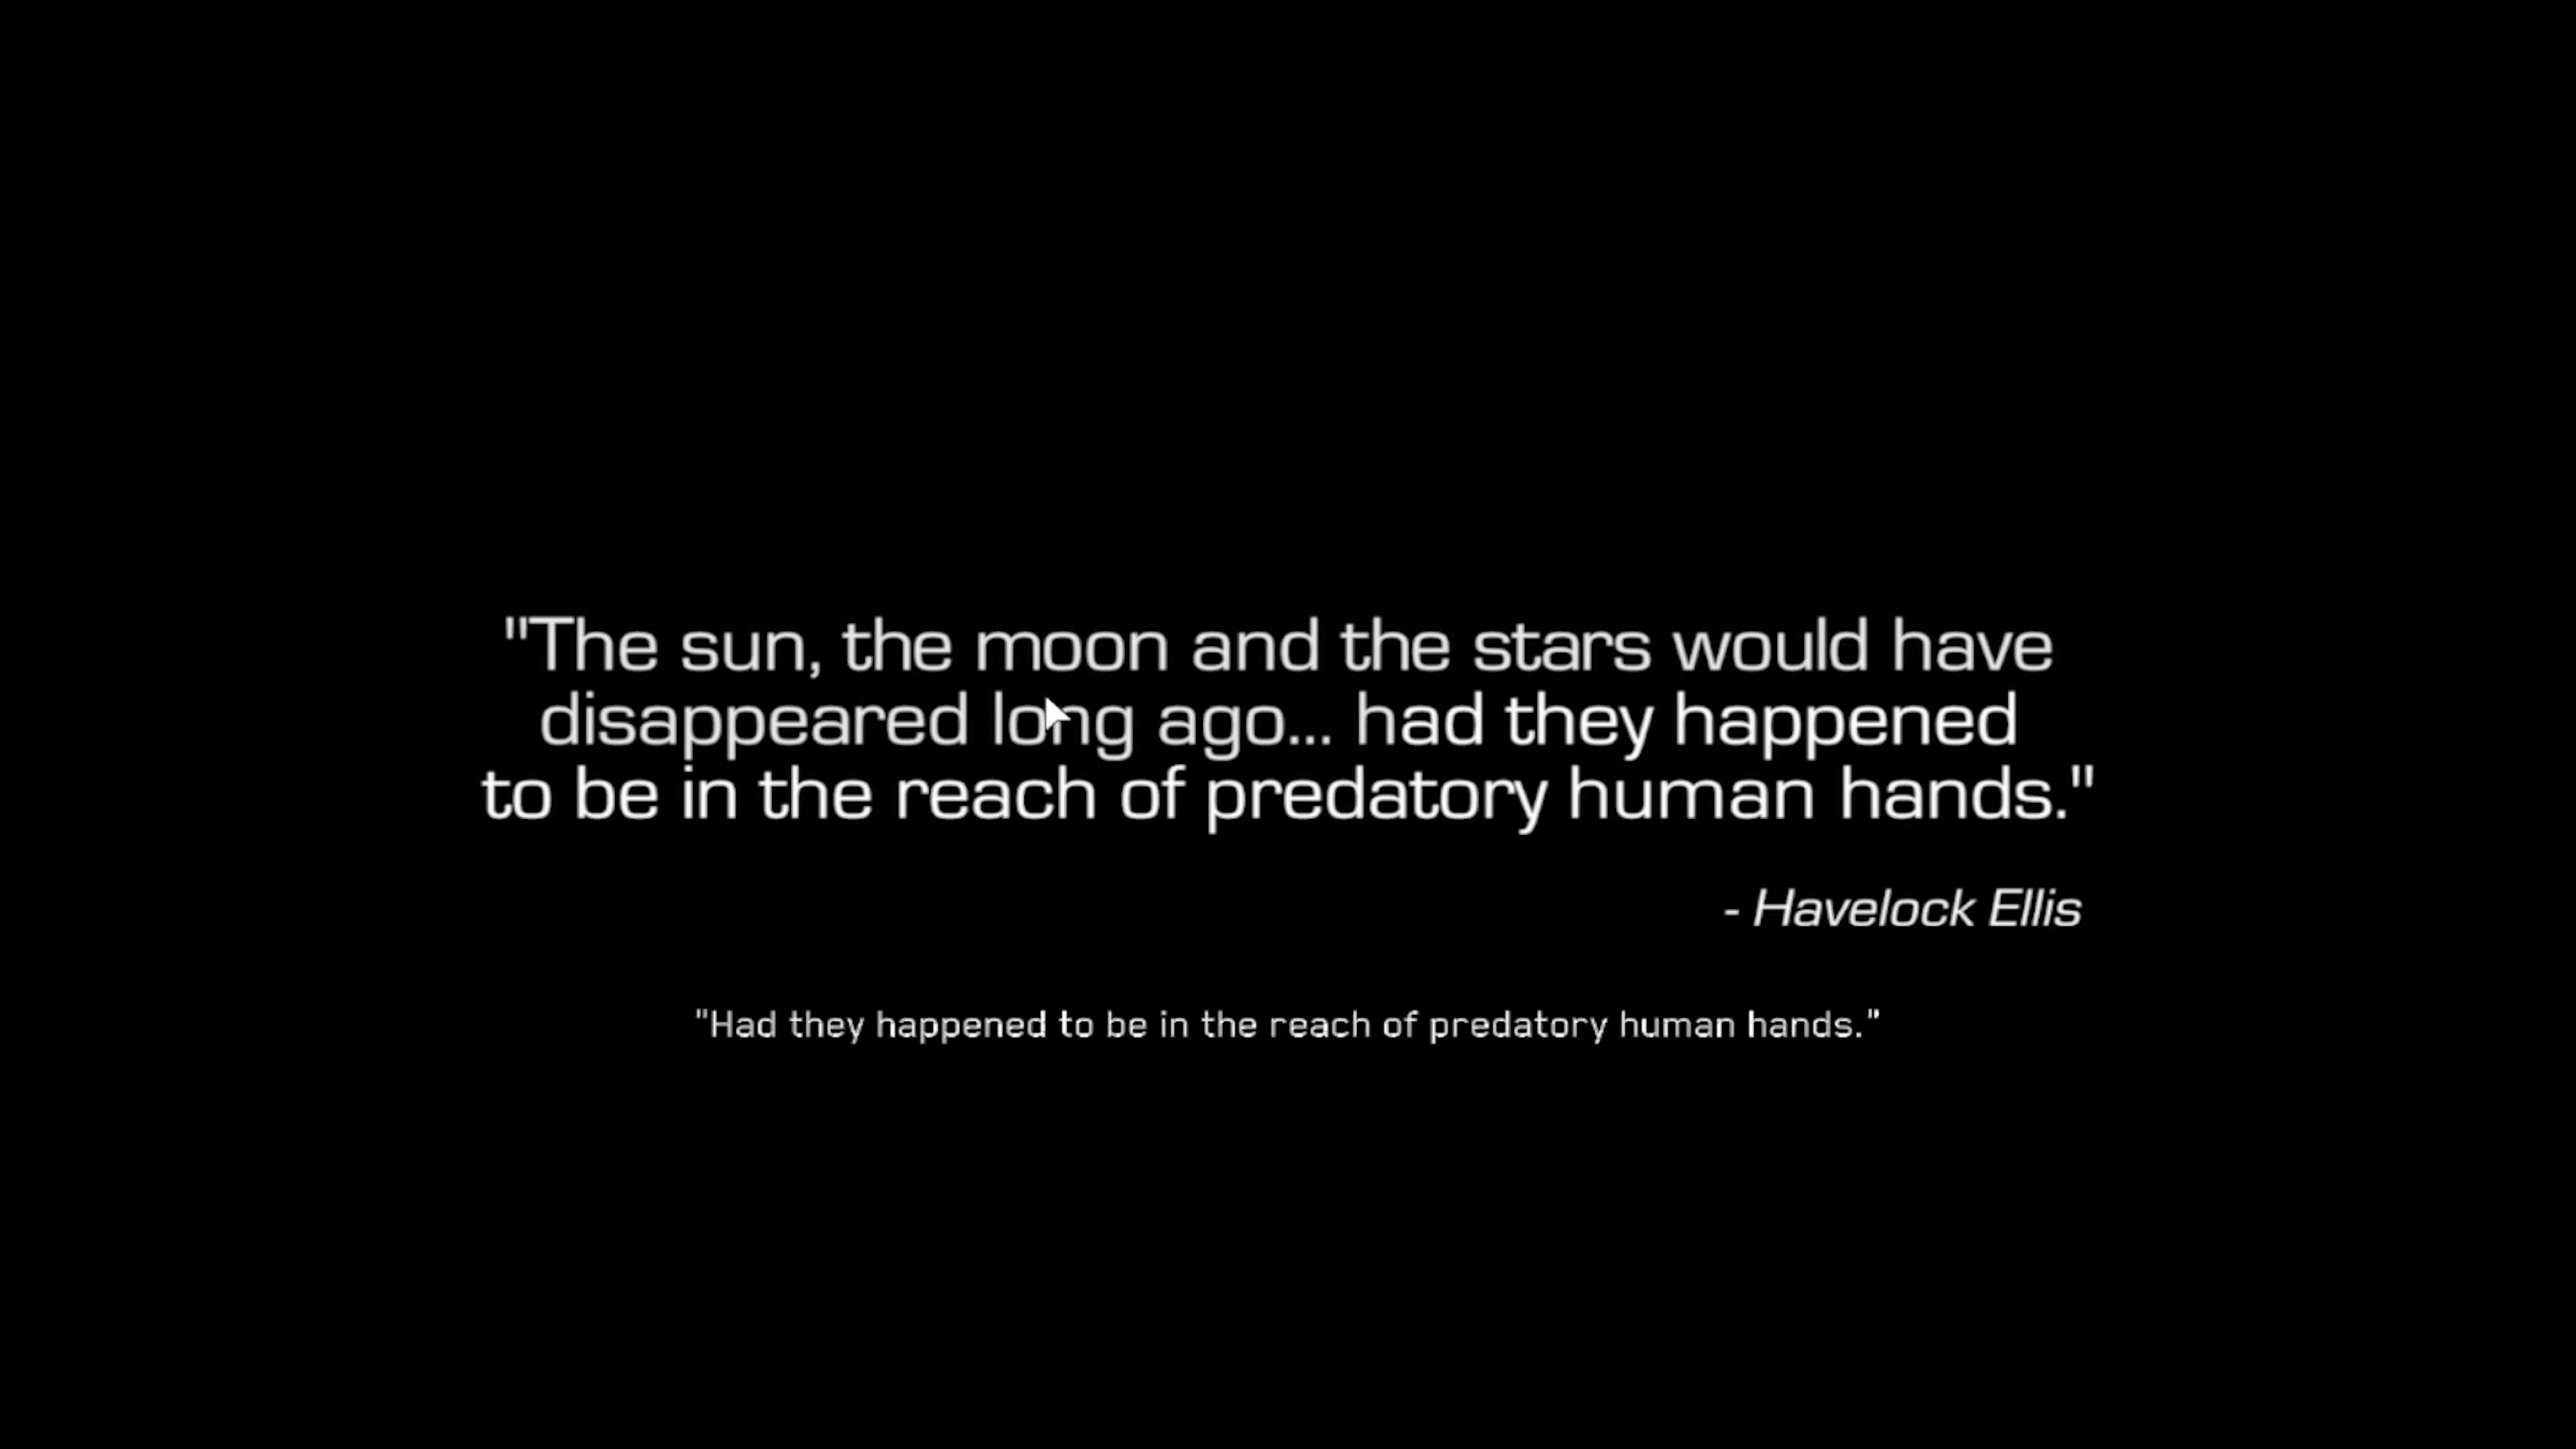 "The sun, the moon and the stars would have
disappeared long ago... had they happened
to be in the reach of predatory human hands."
- Havelock Ellis
"Had they happened to be in the reach of predatory human hands."